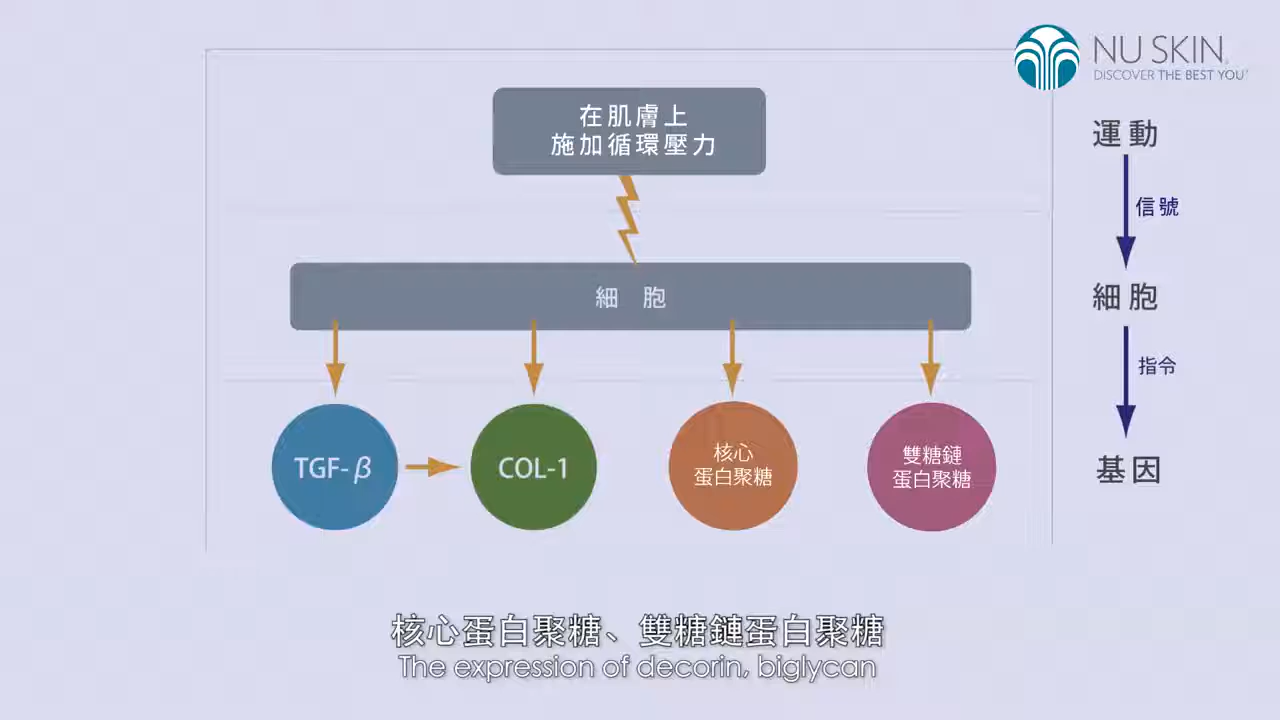 NU SKIN
DISCOVER THE BEST YOU
在肌膚上
施加循環壓力
細 胞
TGF-β
COL-1
核心
蛋白聚糖
雙糖鏈
蛋白聚糖
運動
信號
細胞
指令
基因
核心蛋白聚糖、雙糖鏈蛋白聚糖
The expression of decorin, biglycan